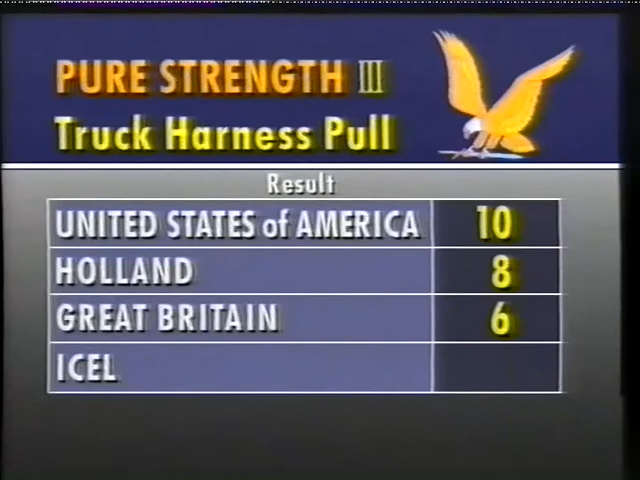 PURE STRENGTH III
Truck Harness Pull
Result
UNITED STATES of AMERICA 10
HOLLAND 8
GREAT BRITAIN 6
ICEL